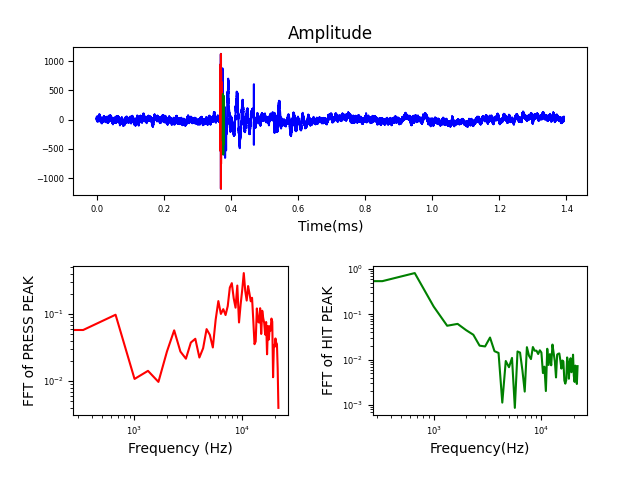 Amplitude
1000
500
0
−500
−1000
0.0 0.2 0.4 0.6 0.8 1.0 1.2 1.4
Time(ms)
FFT of PRESS PEAK
10⁻¹
10⁻²
10³ 10⁴
Frequency (Hz)
FFT of HIT PEAK
10⁰
10⁻¹
10⁻²
10⁻³
10³ 10⁴
Frequency(Hz)